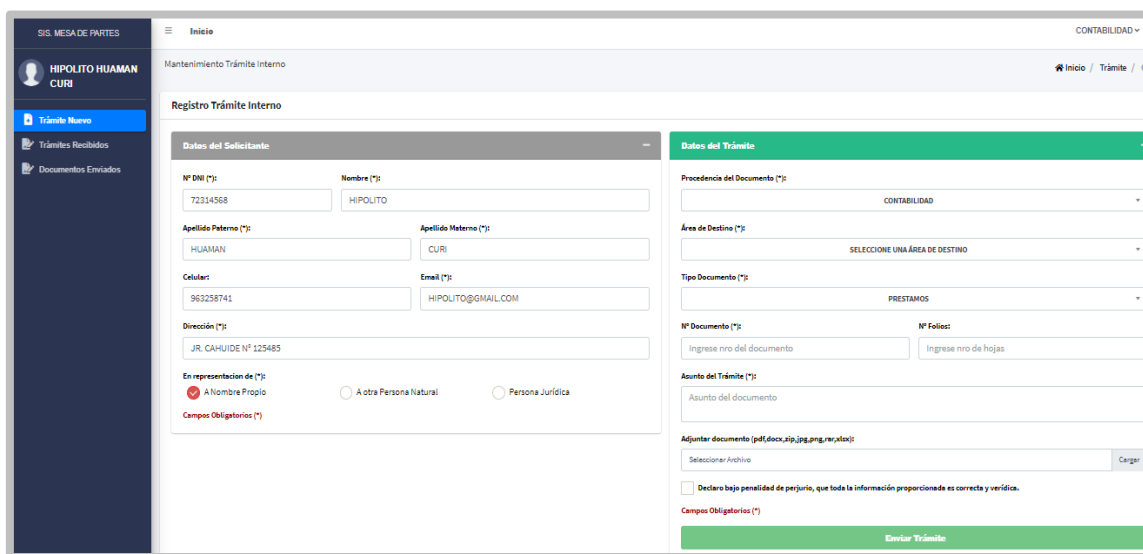 SIS. MESA DE PARTES
Inicio
CONTABILIDAD
HIPOLITO HUAMAN
CURI
Trámite Nuevo
Trámites Recibidos
Documentos Enviados
Mantenimiento Trámite Interno
Inicio / Trámite /
Registro Trámite Interno
Datos del Solicitante
N° DNI (*):
Nombre (*):
72314568
HIPOLITO
Apellido Paterno (*):
Apellido Materno (*):
HUAMAN
CURI
Celular:
Email (*):
963258741
HIPOLITO@GMAIL.COM
Dirección (*):
JR. CAHUIDE N° 125485
En representacion de (*):
A Nombre Propio
A otra Persona Natural
Persona Jurídica
Campos Obligatorios (*)
Datos del Trámite
Procedencia del Documento (*):
CONTABILIDAD
Área de Destino (*):
SELECCIONE UNA ÁREA DE DESTINO
Tipo Documento (*):
PRESTAMOS
N° Documento (*):
N° Folios:
Ingrese nro del documento
Ingrese nro de hojas
Asunto del Trámite (*):
Asunto del documento
Adjuntar documento (pdf,docx,zip,jpg,png,rar,xlsx):
Seleccionar Archivo
Cargar
Declaro bajo penalidad de perjurio, que toda la información proporcionada es correcta y verídica.
Campos Obligatorios (*)
Enviar Trámite